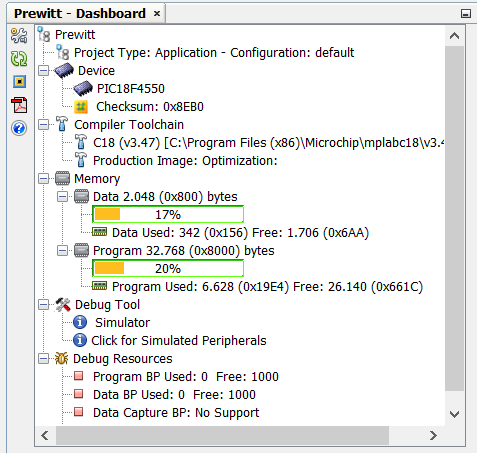 Prewitt - Dashboard ×
Prewitt
Project Type: Application - Configuration: default
Device
PIC18F4550
Checksum: 0x8EB0
Compiler Toolchain
C18 (v3.47) [C:\Program Files (x86)\Microchip\mplabc18\v3.4
Production Image: Optimization:
Memory
Data 2.048 (0x800) bytes
17%
Data Used: 342 (0x156) Free: 1.706 (0x6AA)
Program 32.768 (0x8000) bytes
20%
Program Used: 6.628 (0x19E4) Free: 26.140 (0x661C)
Debug Tool
Simulator
Click for Simulated Peripherals
Debug Resources
Program BP Used: 0 Free: 1000
Data BP Used: 0 Free: 1000
Data Capture BP: No Support